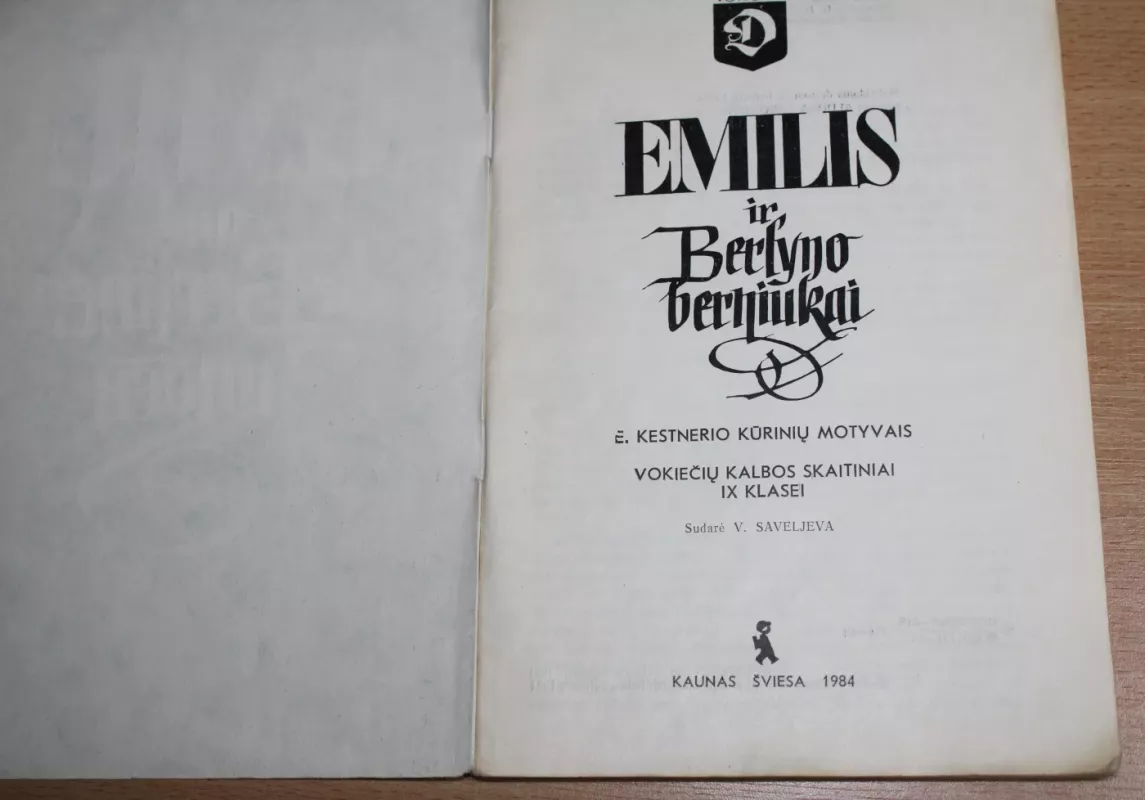 D
EMILIS
ir
Berlyno
berniukai
Ė. KESTNERIO KŪRINIŲ MOTYVAIS
VOKIEČIŲ KALBOS SKAITINIAI
IX KLASEI
Sudarė V. SAVELJEVA
KAUNAS ŠVIESA 1984